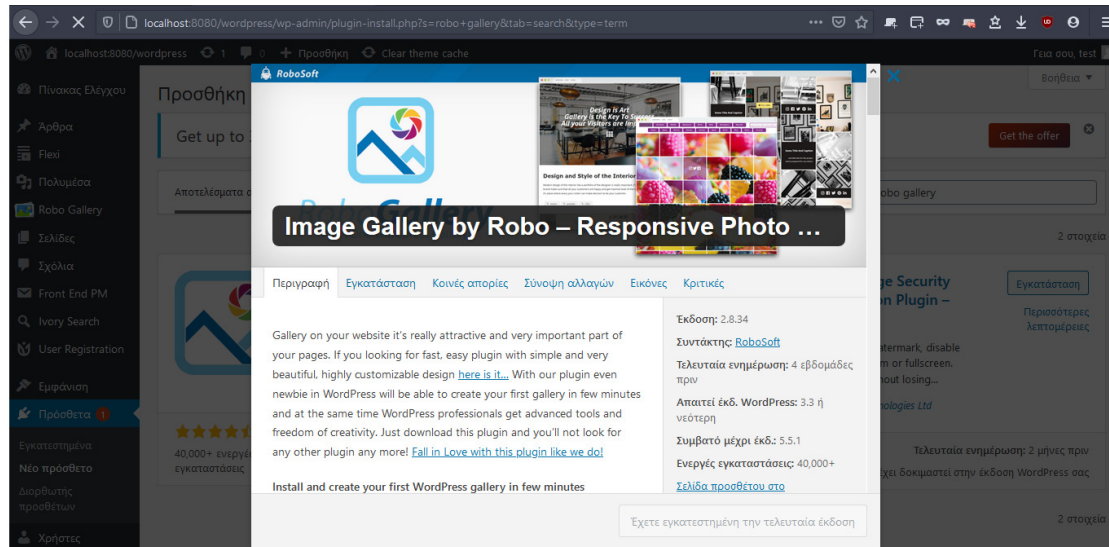 localhost:8080/wordpress/wp-admin/plugin-install.php?s=robo+gallery&tab=search&type=term
localhost:8080/wordpress 1 0 Προσθήκη Clear theme cache Γεια σου, test
Πίνακας Ελέγχου
Άρθρα
Flexi
Πολυμέσα
Robo Gallery
Σελίδες
Σχόλια
Front End PM
Ivory Search
User Registration
Εμφάνιση
Πρόσθετα 1
Εγκατεστημένα
Νέο πρόσθετο
Διορθωτής
προσθέτων
Χρήστες
Προσθήκη
Βοήθεια
Get up to
Get the offer
Αποτελέσματα
obo gallery
2 στοιχεία
RoboSoft
Design is Art
Gallery is the Key To
All your Visitors are
Design and Style of the Interior
RoboGallery
Image Gallery by Robo – Responsive Photo ...
Περιγραφή Εγκατάσταση Κοινές απορίες Σύνοψη αλλαγών Εικόνες Κριτικές
Gallery on your website it's really attractive and very important part of
your pages. If you looking for fast, easy plugin with simple and very
beautiful, highly customizable design here is it... With our plugin even
newbie in WordPress will be able to create your first gallery in few minutes
and at the same time WordPress professionals get advanced tools and
freedom of creativity. Just download this plugin and you'll not look for
any other plugin any more! Fall in Love with this plugin like we do!
Install and create your first WordPress gallery in few minutes
Έκδοση: 2.8.34
Συντάκτης: RoboSoft
Τελευταία ενημέρωση: 4 εβδομάδες
πριν
Απαιτεί έκδ. WordPress: 3.3 ή
νεότερη
Συμβατό μέχρι έκδ.: 5.5.1
Ενεργές εγκαταστάσεις: 40,000+
Σελίδα προσθέτου στο
Έχετε εγκατεστημένη την τελευταία έκδοση
40,000+ ενεργέ
εγκαταστάσεις
ge Security
n Plugin –
Εγκατάσταση
Περισσότερες
λεπτομέρειες
atermark, disable
m or fullscreen.
hout losing...
nologies Ltd
Τελευταία ενημέρωση: 2 μήνες πριν
χει δοκιμαστεί στην έκδοση WordPress σας
2 στοιχεία